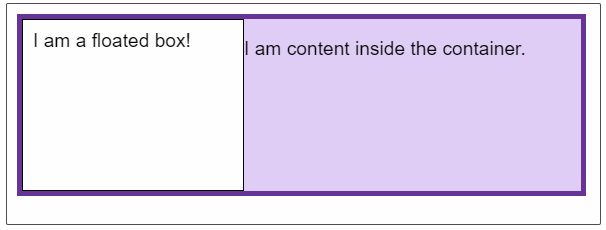 I am a floated box!
I am content inside the container.